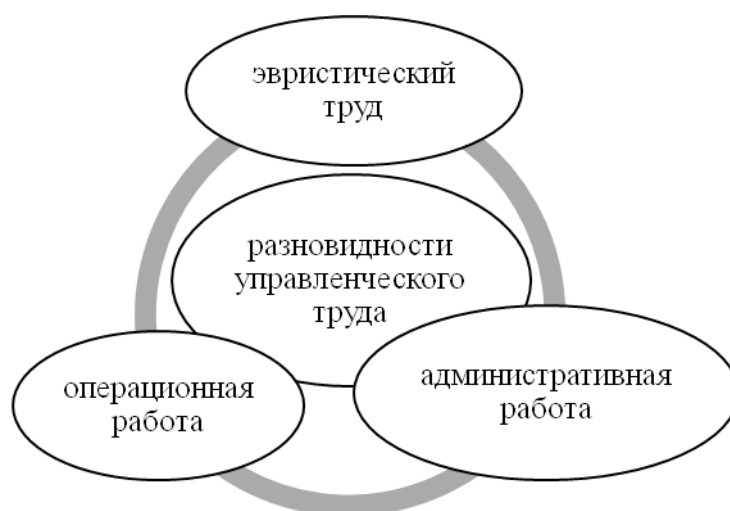 эвристический
труд
разновидности
управленческого
труда
операционная
работа
административная
работа